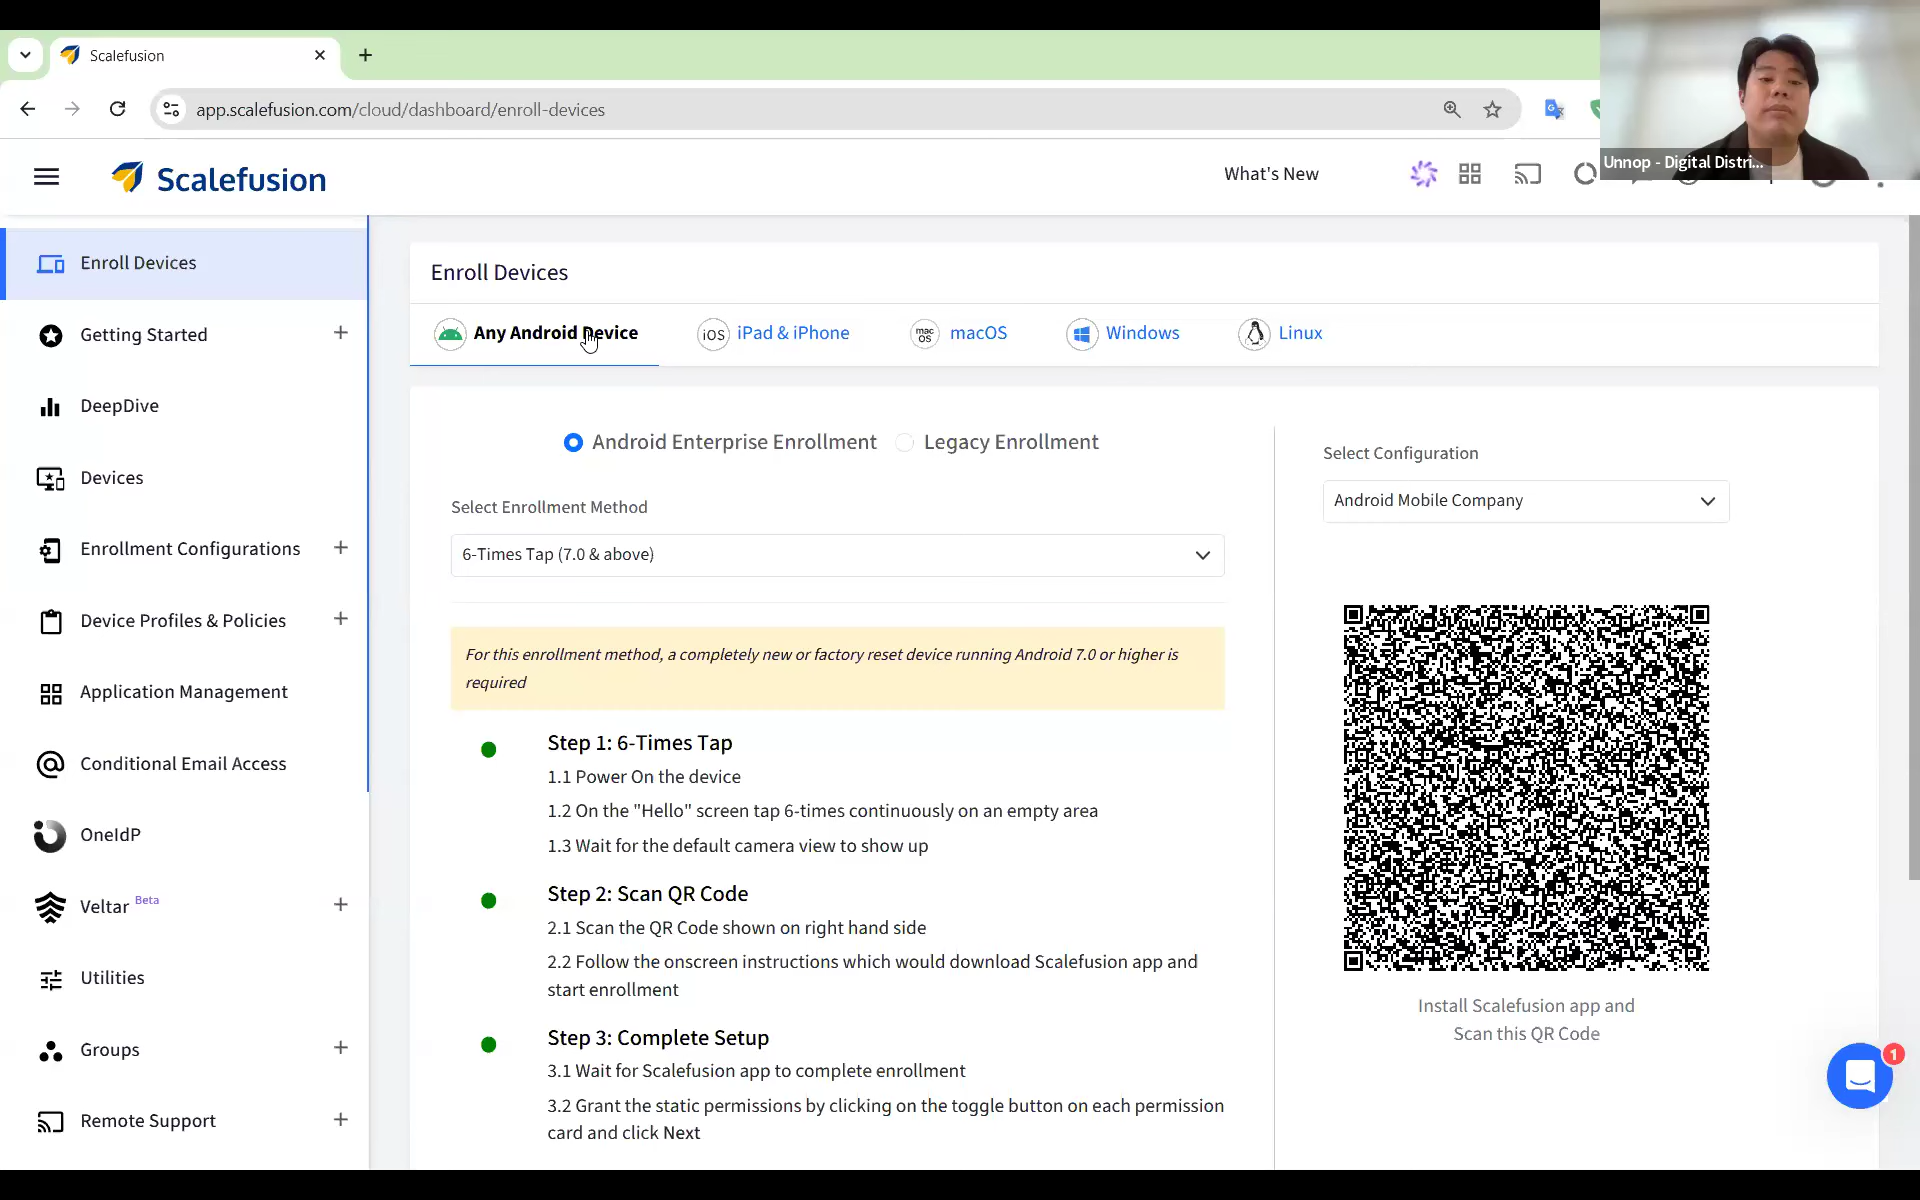 Scalefusion
app.scalefusion.com/cloud/dashboard/enroll-devices
Scalefusion
What's New
Unnop - Digital Distri...
Enroll Devices
Getting Started
DeepDive
Devices
Enrollment Configurations
Device Profiles & Policies
Application Management
Conditional Email Access
OneIdP
Veltar Beta
Utilities
Groups
Remote Support
Enroll Devices
Any Android Device
iOS iPad & iPhone
mac OS macOS
Windows
Linux
Android Enterprise Enrollment
Legacy Enrollment
Select Enrollment Method
6-Times Tap (7.0 & above)
For this enrollment method, a completely new or factory reset device running Android 7.0 or higher is
required
Step 1: 6-Times Tap
1.1 Power On the device
1.2 On the "Hello" screen tap 6-times continuously on an empty area
1.3 Wait for the default camera view to show up
Step 2: Scan QR Code
2.1 Scan the QR Code shown on right hand side
2.2 Follow the onscreen instructions which would download Scalefusion app and
start enrollment
Step 3: Complete Setup
3.1 Wait for Scalefusion app to complete enrollment
3.2 Grant the static permissions by clicking on the toggle button on each permission
card and click Next
Select Configuration
Android Mobile Company
Install Scalefusion app and
Scan this QR Code
1